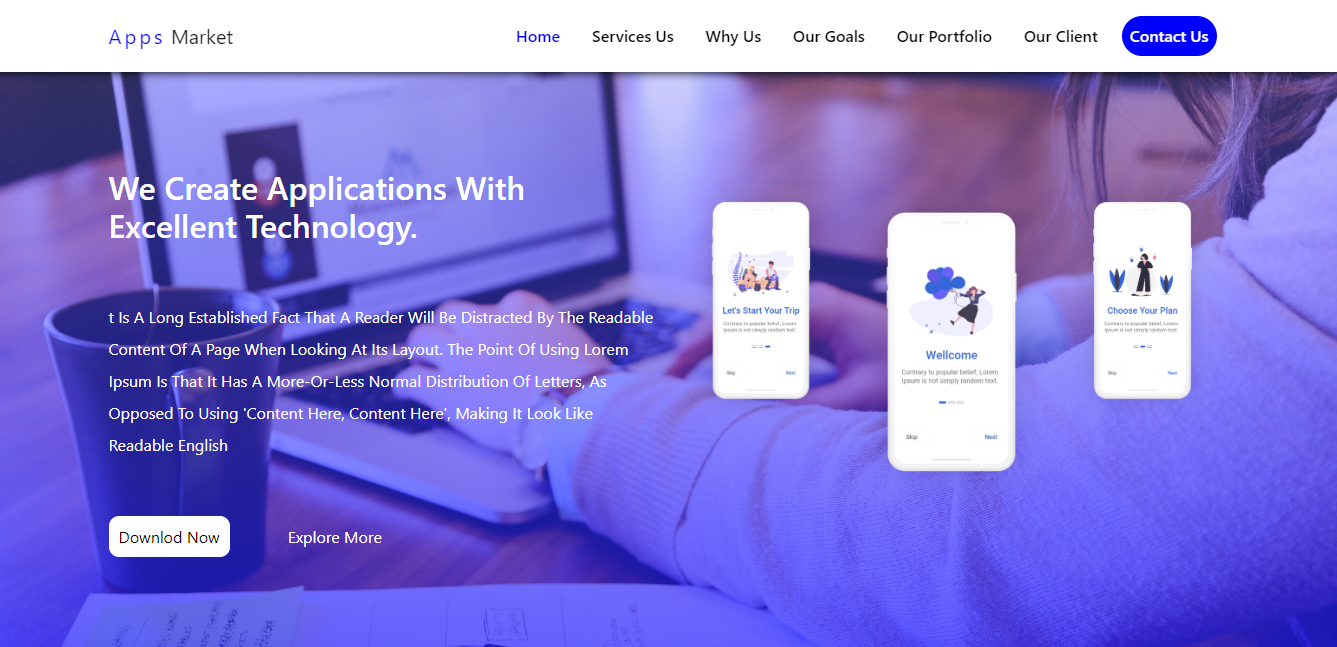 Apps Market
Home Services Us Why Us Our Goals Our Portfolio Our Client Contact Us
We Create Applications With
Excellent Technology.
t Is A Long Established Fact That A Reader Will Be Distracted By The Readable
Content Of A Page When Looking At Its Layout. The Point Of Using Lorem
Ipsum Is That It Has A More-Or-Less Normal Distribution Of Letters, As
Opposed To Using 'Content Here, Content Here', Making It Look Like
Readable English
Downlod Now
Explore More
Let's Start Your Trip
Contrary to popular belief, Lorem
Ipsum is not simply random text.
Skip Next
Wellcome
Contrary to popular belief, Lorem
Ipsum is not simply random text.
Skip Next
Choose Your Plan
Contrary to popular belief, Lorem
Ipsum is not simply random text.
Skip Next